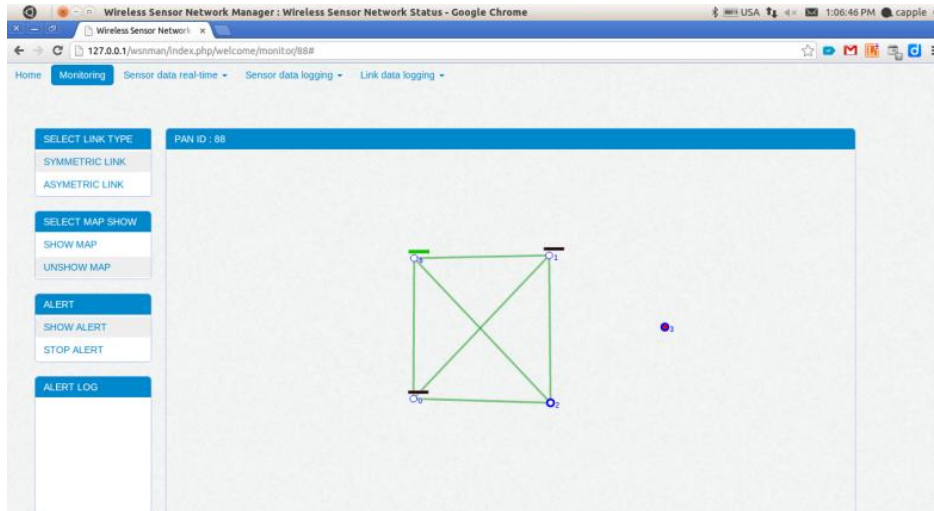 Wireless Sensor Network Manager : Wireless Sensor Network Status - Google Chrome
USA
1:06:46 PM
capple
Wireless Sensor Network
127.0.0.1/wsnman/index.php/welcome/monitor/88#
Home
Monitoring
Sensor data real-time
Sensor data logging
Link data logging
SELECT LINK TYPE
SYMMETRIC LINK
ASYMETRIC LINK
SELECT MAP SHOW
SHOW MAP
UNSHOW MAP
ALERT
SHOW ALERT
STOP ALERT
ALERT LOG
PAN ID : 88
1
3
0
2